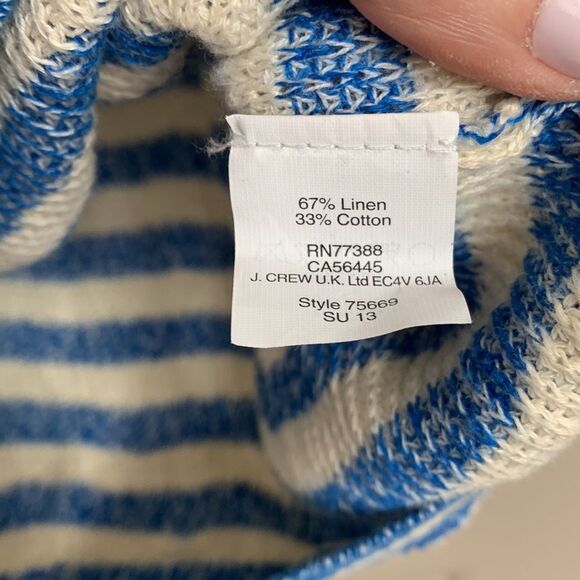 67% Linen
33% Cotton
RN77388
CA56445
J. CREW U.K. Ltd EC4V 6JA
Style 75669
SU 13